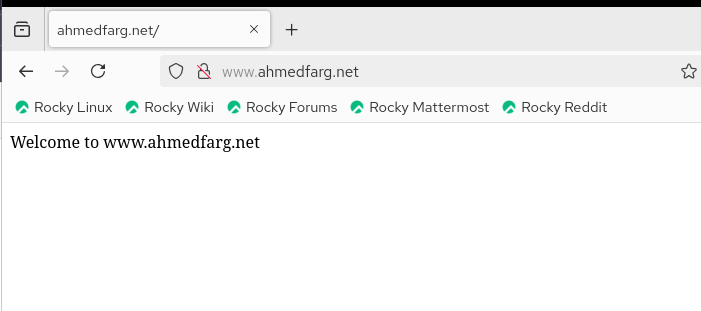 ahmedfarg.net/
www.ahmedfarg.net
Rocky Linux Rocky Wiki Rocky Forums Rocky Mattermost Rocky Reddit
Welcome to www.ahmedfarg.net